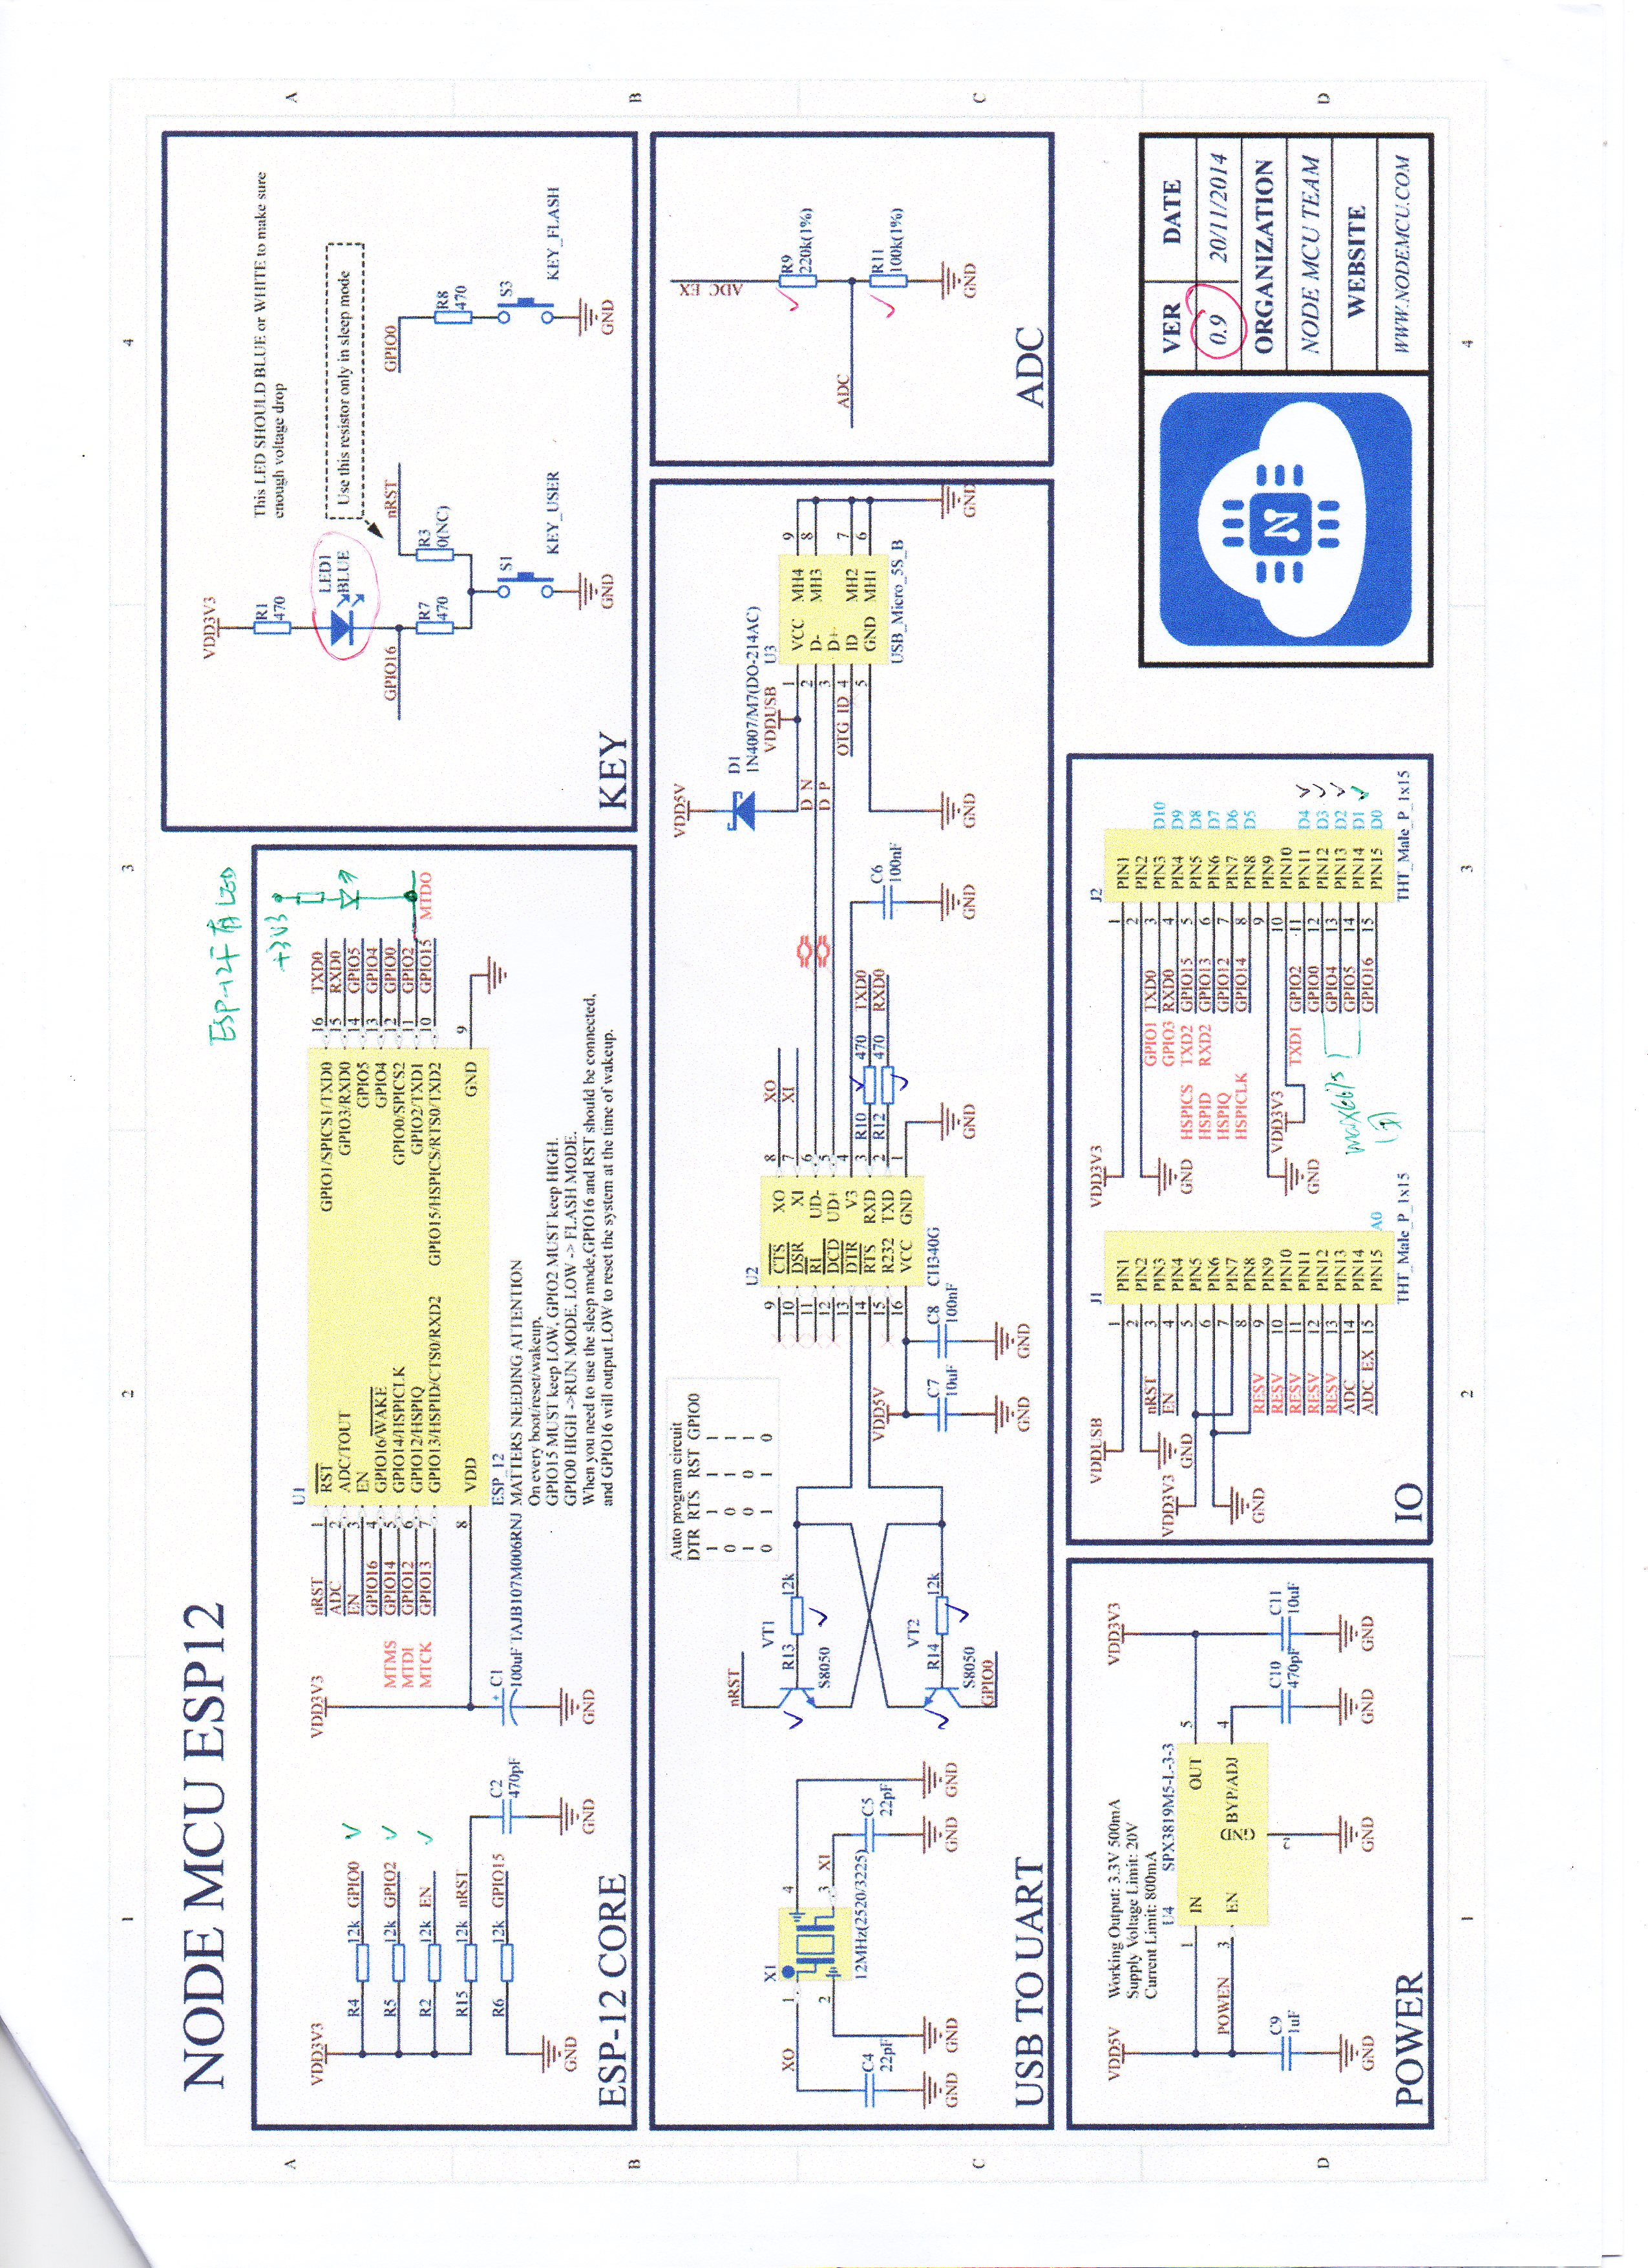 1 2 3 4
NODE MCU ESP12
ESP-12F 有 LED
A
VDD3V3
R4 12k GPIO0
R5 12k GPIO2
R2 12k EN
R15 12k nRST
R6 12k GPIO15
GND
C2
470pF
GND
VDD3V3
C1
100uF TAJB107M006RNJ
GND
U1
nRST 1 RST
ADC 2 ADC/TOUT
EN 3 EN
GPIO16 4 GPIO16/WAKE
MTMS GPIO14 5 GPIO14/HSPICLK
MTDI GPIO12 6 GPIO12/HSPIQ
MTCK GPIO13 7 GPIO13/HSPID/CTS0/RXD2
8 VDD
GPIO1/SPICS1/TXD0 16 TXD0
GPIO3/RXD0 15 RXD0
GPIO5 14 GPIO5
GPIO4 13 GPIO4
GPIO0/SPICS2 12 GPIO0
GPIO2/TXD1 11 GPIO2
GPIO15/HSPICS/RTS0/TXD2 10 GPIO15 MTDO
GND 9
+3V3
ESP_12
MATTERS NEEDING ATTENTION
On every boot/reset/wakeup,
GPIO15 MUST keep LOW, GPIO2 MUST keep HIGH.
GPIO0 HIGH ->RUN MODE, LOW -> FLASH MODE.
When you need to use the sleep mode,GPIO16 and RST should be connected,
and GPIO16 will output LOW to reset the system at the time of wakeup.
ESP-12 CORE
VDD3V3
R1
470
This LED SHOULD BLUE or WHITE to make sure
enough voltage drop
LED1
BLUE
Use this resistor only in sleep mode
GPIO16 nRST GPIO0
R7
470
R3
0(NC)
R8
470
S1
KEY_USER
S3
KEY_FLASH
GND GND
KEY
A
B B
Auto program circuit
DTR RTS RST GPIO0
1 1 1 1
0 0 1 1
1 0 0 1
0 1 1 0
XO X1
1 4
2 3 XI
12MHz(2520/3225)
C4
22pF
C5
22pF
GND GND GND GND
nRST
VT1
R13 12k
S8050
VT2
R14 12k
S8050
GPIO0
U2
9 CTS XO 8 XO
10 DSR XI 7 XI
11 RI UD- 6 D_N
12 DCD UD+ 5 D_P
13 DTR V3 4
14 RTS RXD 3 R10 470 TXD0
15 R232 TXD 2 R12 470 RXD0
16 VCC GND 1
CH340G
VDD5V
C7
10uF
C8
100nF
GND GND
GND
C6
100nF
GND
VDD5V
D1
1N4007/M7(DO-214AC)
VDDUSB U3
1 VCC MH4 9
2 D- MH3 8
3 D+
OTG_ID 4 ID MH2 7
5 GND MH1 6
USB_Micro_5S_B
GND GND
USB TO UART
ADC_EX
R9
220k(1%)
ADC
R11
100k(1%)
GND
ADC
C C
VDD5V
Working Output: 3.3V 500mA
Supply Voltage Limit: 20V
Current Limit: 800mA
VDD3V3
U4 SPX3819M5-L-3-3
1 IN OUT 5
POWEN 3 EN GND BYP/ADJ 4
2
C9
1uF
C10
470pF
C11
10uF
GND GND GND GND
POWER
VDDUSB J1
1 PIN1
2 PIN2
nRST 3 PIN3
EN 4 PIN4
5 PIN5
6 PIN6
7 PIN7
8 PIN8
RESV 9 PIN9
RESV 10 PIN10
RESV 11 PIN11
RESV 12 PIN12
RESV 13 PIN13
ADC 14 PIN14
ADC_EX 15 PIN15 A0
VDD3V3 GND
GND
THT_Male_P_1x15
VDD3V3 J2
1 PIN1
2 PIN2
GPIO1 TXD0 3 PIN3 D10
GPIO3 RXD0 4 PIN4 D9
GND HSPICS TXD2 GPIO15 5 PIN5 D8
HSPID RXD2 GPIO13 6 PIN6 D7
HSPIQ GPIO12 7 PIN7 D6
HSPICLK GPIO14 8 PIN8 D5
9 PIN9
VDD3V3 10 PIN10
TXD1 GPIO2 11 PIN11 D4
GND GPIO0 12 PIN12 D3
GPIO4 13 PIN13 D2
GPIO5 14 PIN14 D1
GPIO16 15 PIN15 D0
max6675
THT_Male_P_1x15
IO
N
VER DATE
0.9 20/11/2014
ORGANIZATION
NODE MCU TEAM
WEBSITE
WWW.NODEMCU.COM
D D
1 2 3 4